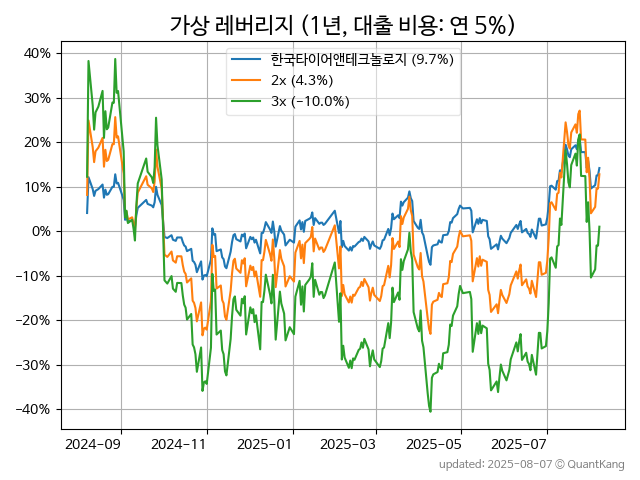 가상 레버리지 (1년, 대출 비용: 연 5%)
한국타이어앤테크놀로지 (9.7%)
2x (4.3%)
3x (−10.0%)
40%
30%
20%
10%
0%
−10%
−20%
−30%
−40%
2024-09 2024-11 2025-01 2025-03 2025-05 2025-07
updated: 2025-08-07 © QuantKang